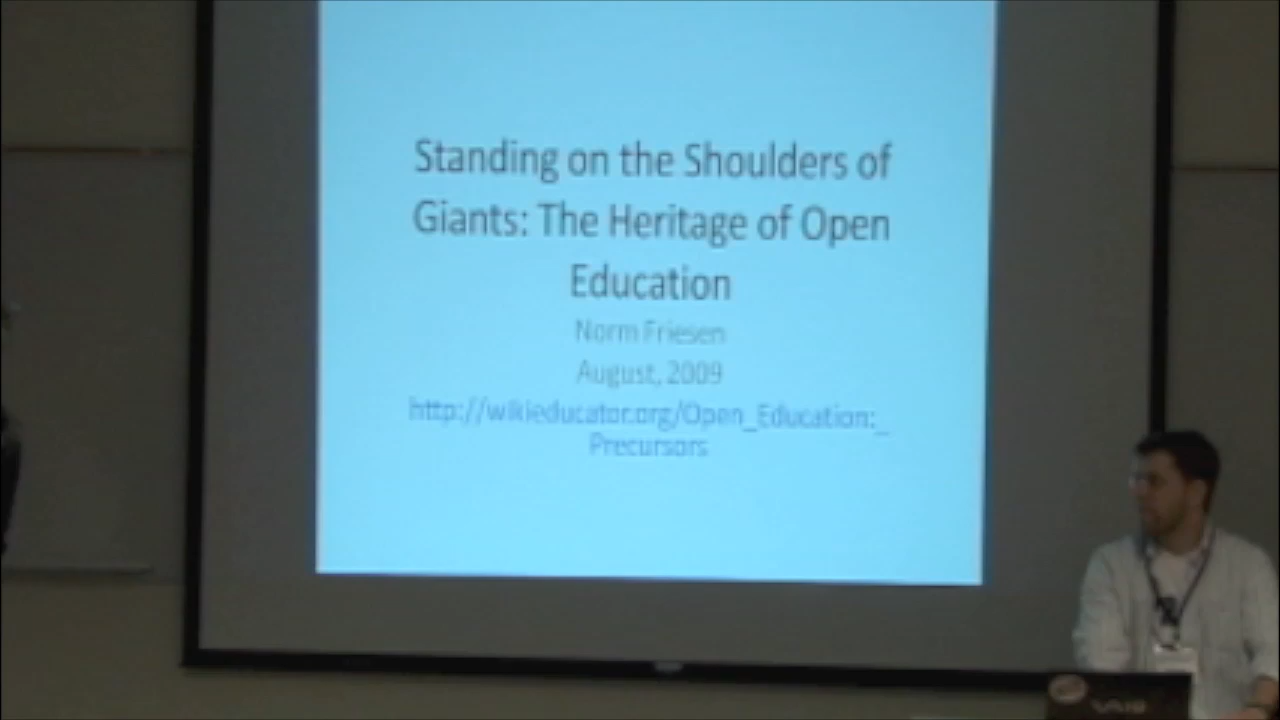 Standing on the Shoulders of
Giants: The Heritage of Open
Education
Norm Friesen
August, 2009
http://wikieducator.org/Open_Education:_
Precursors
VAIO